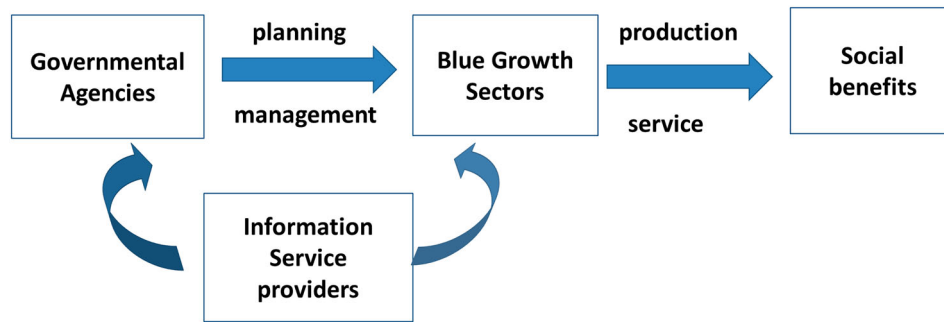 Governmental
Agencies
planning
management
Blue Growth
Sectors
production
service
Social
benefits
Information
Service
providers